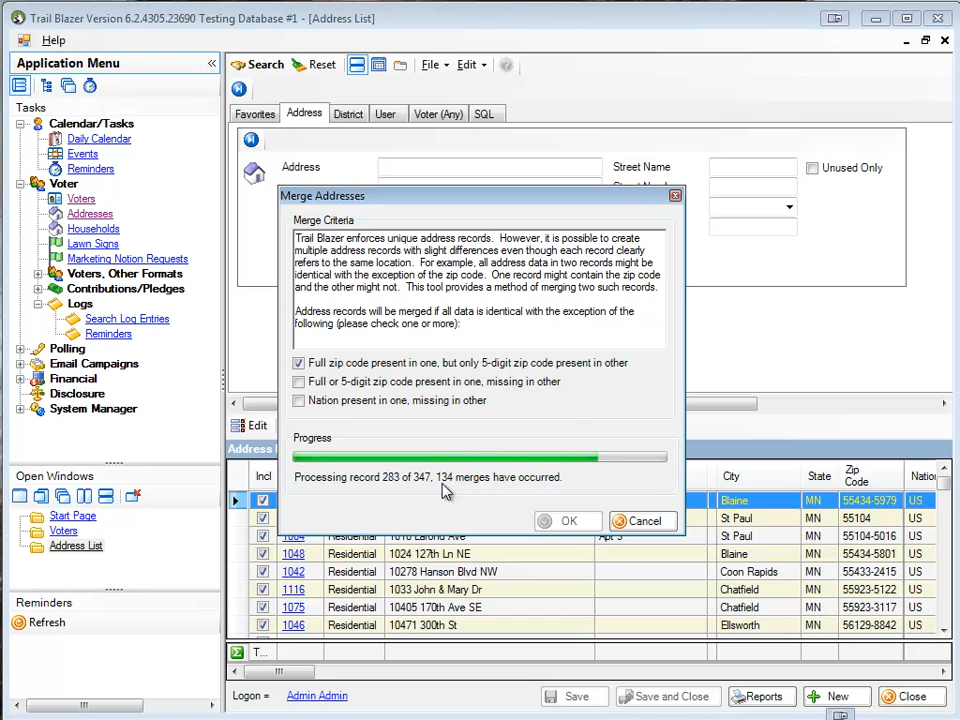 Trail Blazer Version 6.2.4305.23690 Testing Database #1 - [Address List]
Help
Application Menu
Tasks
Calendar/Tasks
Daily Calendar
Events
Reminders
Voter
Voters
Addresses
Households
Lawn Signs
Marketing Notation Requests
Voters, Other Formats
Contributions/Pledges
Logs
Search Log Entries
Reminders
Polling
Email Campaigns
Financial
Disclosure
System Manager
Open Windows
Start Page
Voters
Address List
Reminders
Refresh
Search Reset File Edit
Favorites Address District User Voter (Any) SQL
Address Street Name Unused Only
Merge Addresses
Merge Criteria
Trail Blazer enforces unique address records. However, it is possible to create
multiple address records with slight differences even though each record clearly
refers to the same location. For example, all address data in two records might be
identical with the exception of the zip code. One record might contain the zip code
and the other might not. This tool provides a method of merging two such records.
Address records will be merged if all data is identical with the exception of the
following (please check one or more):
Full zip code present in one, but only 5-digit zip code present in other
Full or 5-digit zip code present in one, missing in other
Nation present in one, missing in other
Progress
Processing record 283 of 347, 134 merges have occurred.
OK Cancel
Edit
Address
Incl City State Zip Code Nation
Blaine MN 55434-5979 US
St Paul MN 55104 US
St Paul MN 55104-5016 US
1048 Residential 1024 127th Ln NE Blaine MN 55434-5801 US
1042 Residential 10278 Hanson Blvd NW Coon Rapids MN 55433-2415 US
1116 Residential 1033 John & Mary Dr Chatfield MN 55923-5122 US
1075 Residential 10405 170th Ave SE Chatfield MN 55923-3117 US
1046 Residential 10471 300th St Ellsworth MN 56129-8842 US
T...
Logon = Admin Admin Save Save and Close Reports New Close